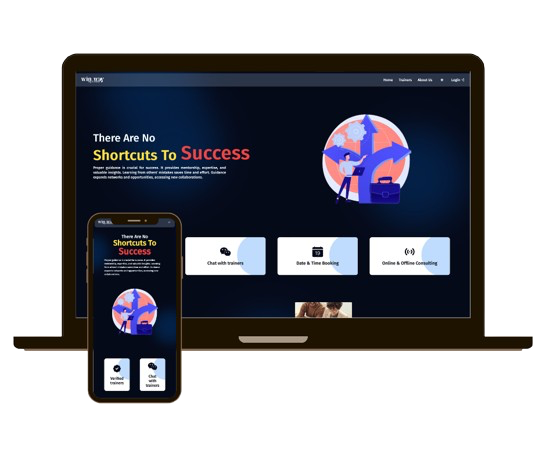 Home Trainers About Us Login
There Are No
Shortcuts To Success
Proper guidance is crucial for success. It provides mentorship, expertise, and
valuable insights. Learning from others' mistakes saves time and effort. Guidance
expands networks and opportunities, accessing new collaborations.
Chat with trainers
Date & Time Booking
Online & Offline Consulting
There Are No
Shortcuts To
Success
Verified
trainers
Chat
with
trainers